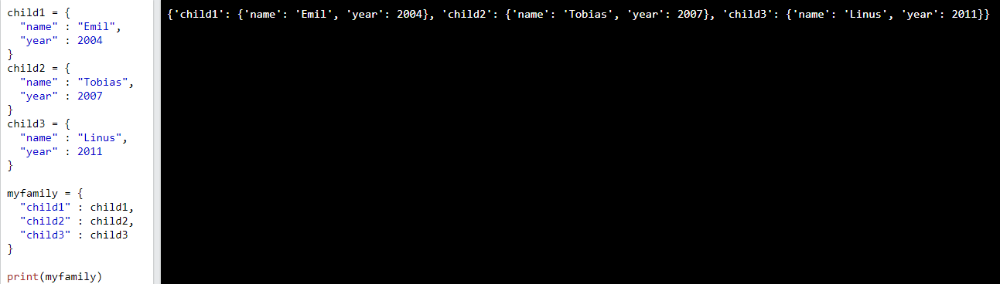 child1 = {
  "name" : "Emil",
  "year" : 2004
}
child2 = {
  "name" : "Tobias",
  "year" : 2007
}
child3 = {
  "name" : "Linus",
  "year" : 2011
}

myfamily = {
  "child1" : child1,
  "child2" : child2,
  "child3" : child3
}

print(myfamily)
{'child1': {'name': 'Emil', 'year': 2004}, 'child2': {'name': 'Tobias', 'year': 2007}, 'child3': {'name': 'Linus', 'year': 2011}}